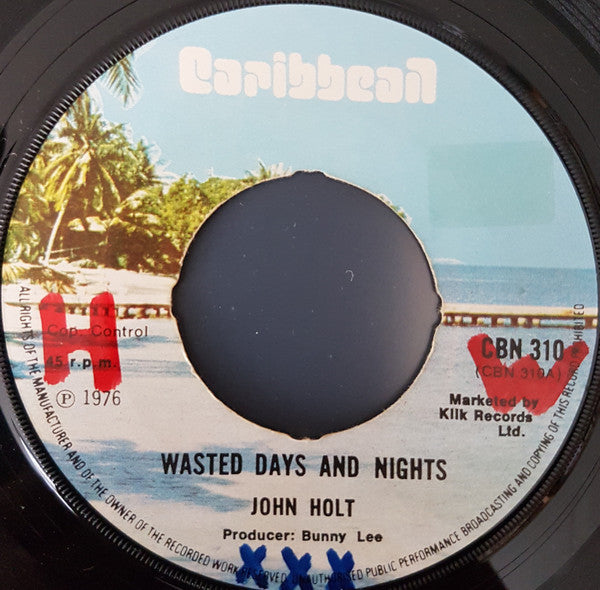 Caribbean
H
Cop. Control
45 r.p.m.
Ⓟ 1976
CBN 310
(CBN 310A)
Marketed by
Klik Records
Ltd.
WASTED DAYS AND NIGHTS
JOHN HOLT
Producer: Bunny Lee
XXX
ALL RIGHTS OF THE MANUFACTURER AND OF THE OWNER OF THE RECORDED WORK RESERVED. UNAUTHORISED PUBLIC PERFORMANCE BROADCASTING AND COPYING OF THIS RECORD PROHIBITED